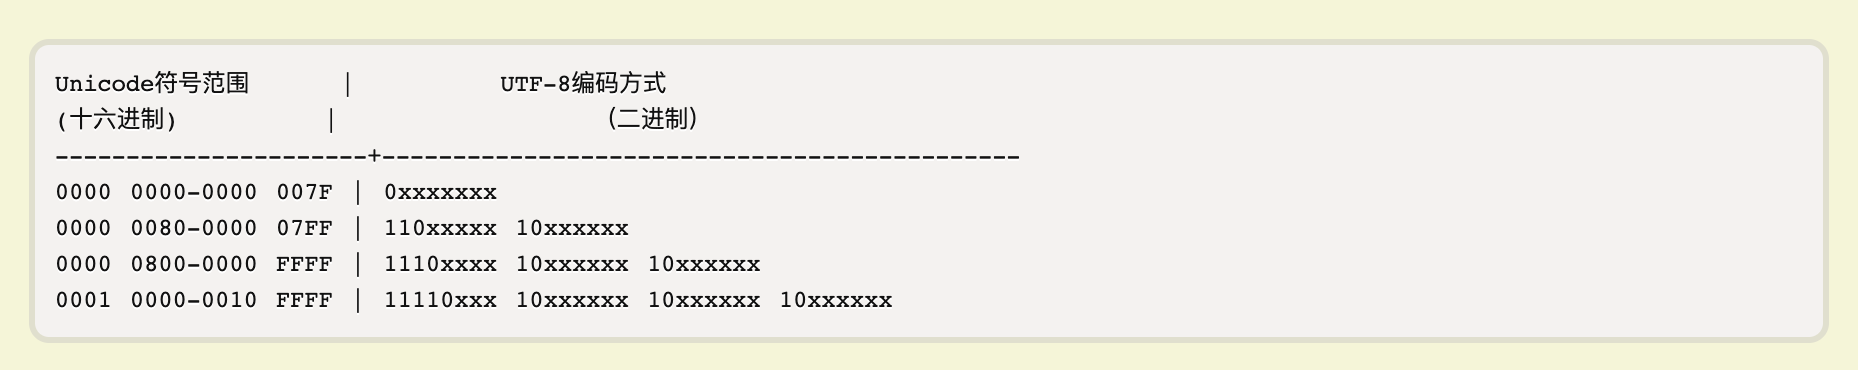 Unicode符号范围 | UTF-8编码方式
(十六进制) | （二进制）
----------------------+---------------------------------------------
0000 0000-0000 007F | 0xxxxxxx
0000 0080-0000 07FF | 110xxxxx 10xxxxxx
0000 0800-0000 FFFF | 1110xxxx 10xxxxxx 10xxxxxx
0001 0000-0010 FFFF | 11110xxx 10xxxxxx 10xxxxxx 10xxxxxx